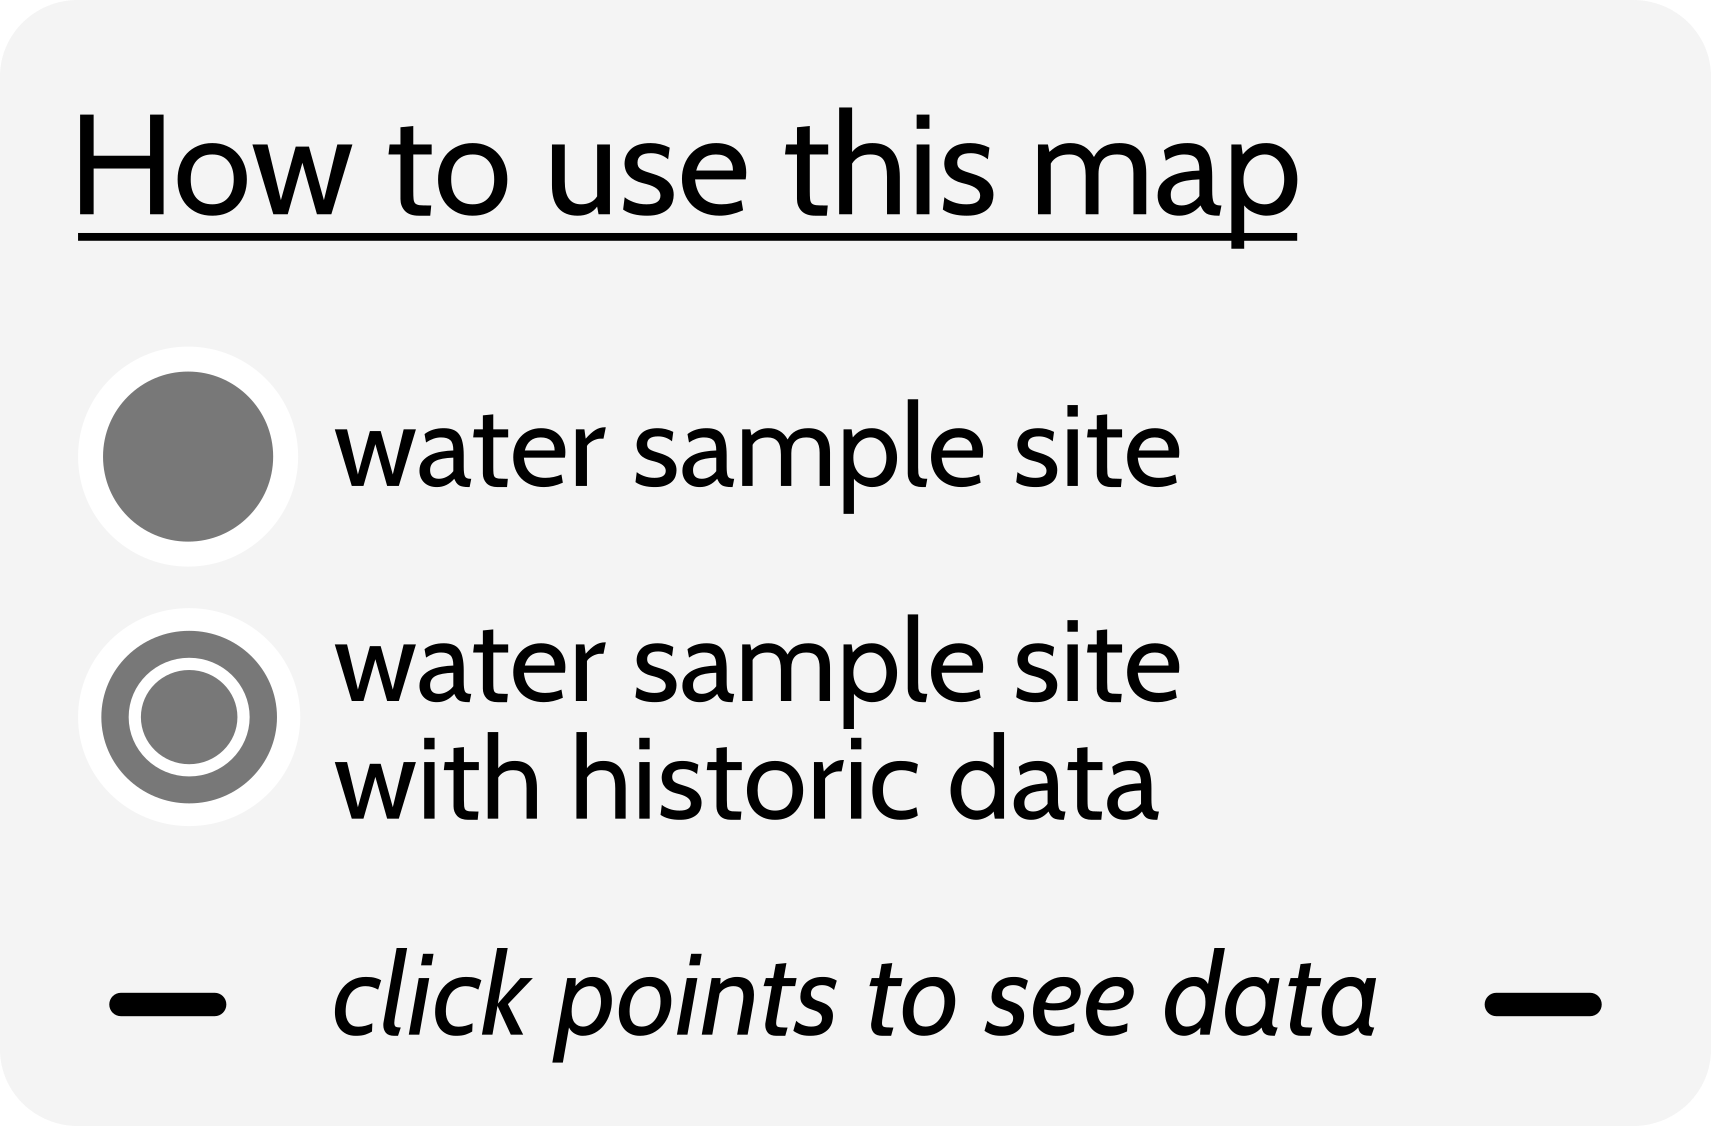 How to use this map
water sample site
water sample site
with historic data
click points to see data